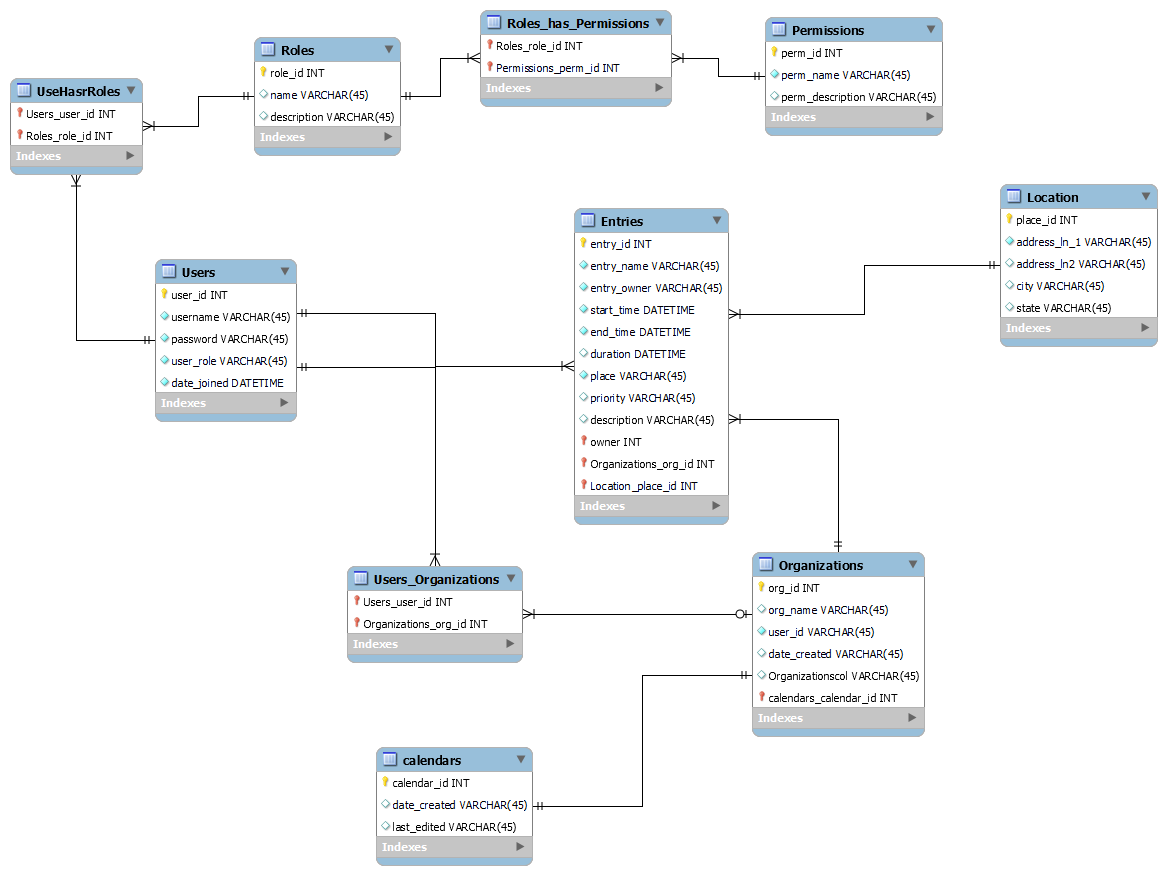 Roles_has_Permissions
Roles_role_id INT
Permissions_perm_id INT
Indexes
Permissions
perm_id INT
perm_name VARCHAR(45)
perm_description VARCHAR(45)
Indexes
Roles
role_id INT
name VARCHAR(45)
description VARCHAR(45)
Indexes
UseHasrRoles
Users_user_id INT
Roles_role_id INT
Indexes
Location
place_id INT
address_ln_1 VARCHAR(45)
address_ln2 VARCHAR(45)
city VARCHAR(45)
state VARCHAR(45)
Indexes
Entries
entry_id INT
entry_name VARCHAR(45)
entry_owner VARCHAR(45)
start_time DATETIME
end_time DATETIME
duration DATETIME
place VARCHAR(45)
priority VARCHAR(45)
description VARCHAR(45)
owner INT
Organizations_org_id INT
Location_place_id INT
Indexes
Users
user_id INT
username VARCHAR(45)
password VARCHAR(45)
user_role VARCHAR(45)
date_joined DATETIME
Indexes
Users_Organizations
Users_user_id INT
Organizations_org_id INT
Indexes
Organizations
org_id INT
org_name VARCHAR(45)
user_id VARCHAR(45)
date_created VARCHAR(45)
Organizationscol VARCHAR(45)
calendars_calendar_id INT
Indexes
calendars
calendar_id INT
date_created VARCHAR(45)
last_edited VARCHAR(45)
Indexes